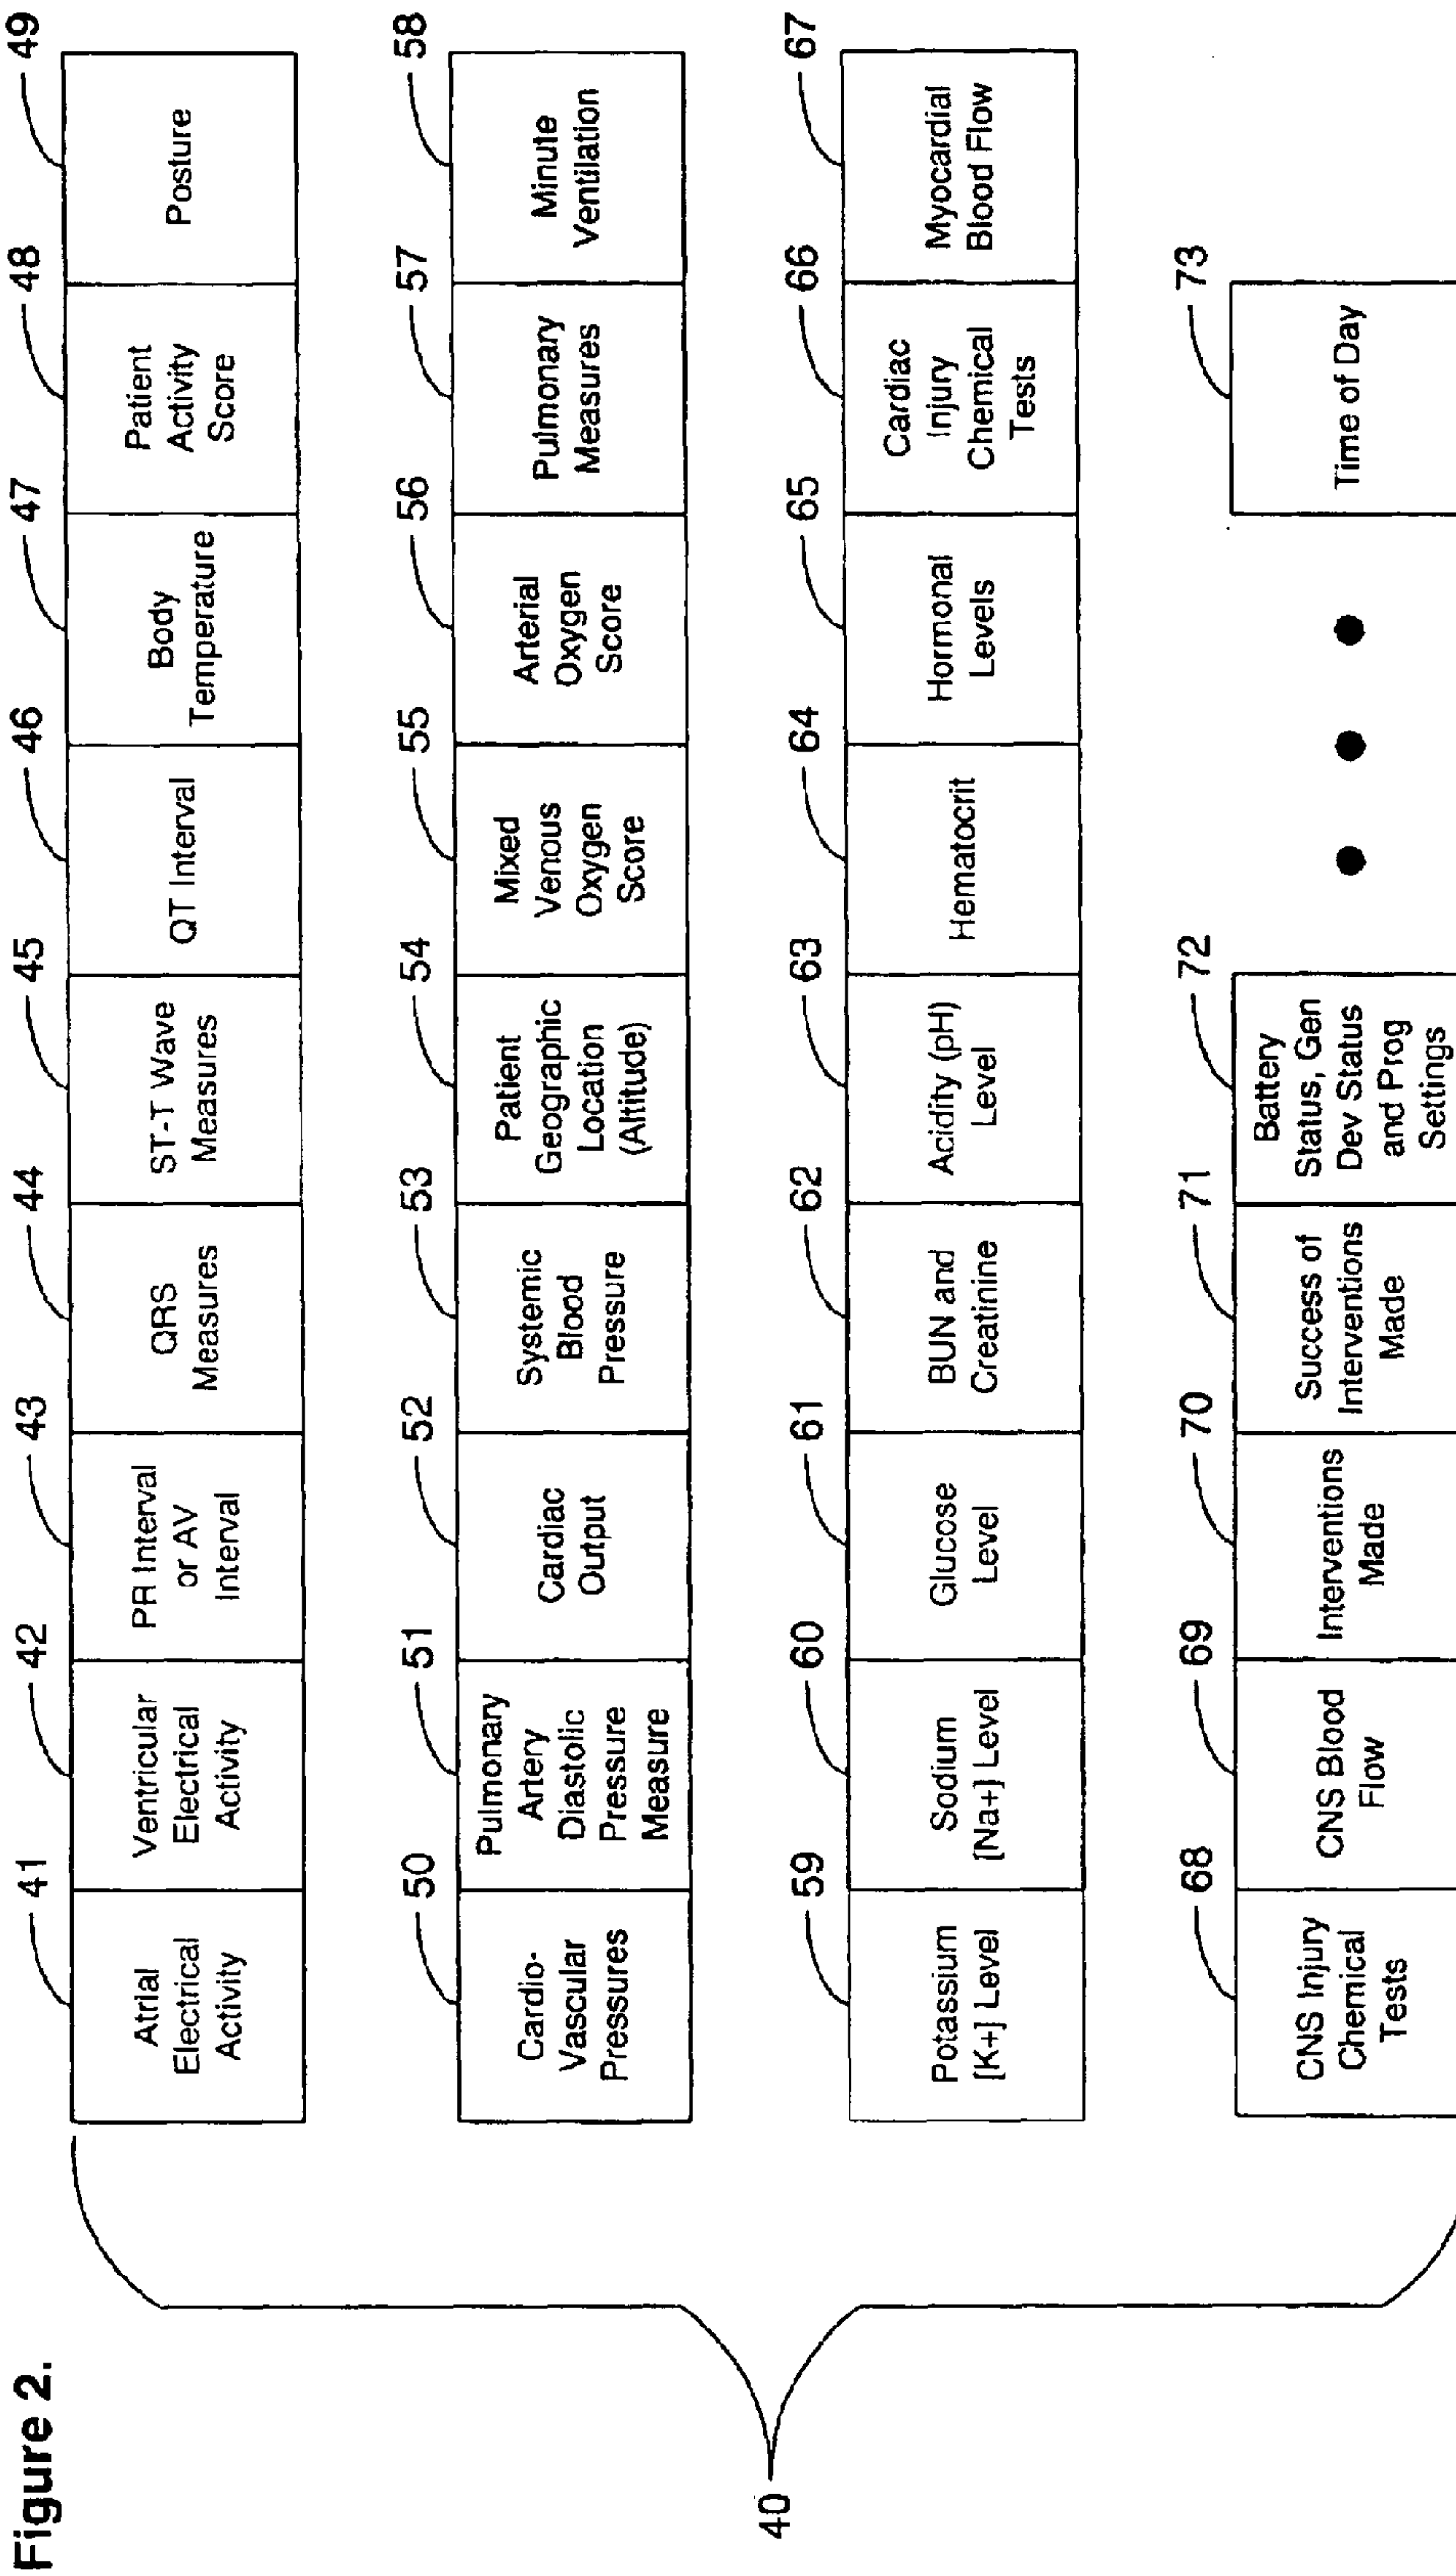 Figure 2.
40
41
42
43
44
45
46
47
48
49
Atrial
Electrical
Activity
Ventricular
Electrical
Activity
PR Interval
or AV
Interval
QRS
Measures
ST-T Wave
Measures
QT Interval
Body
Temperature
Patient
Activity
Score
Posture
50
51
52
53
54
55
56
57
58
Cardio-
Vascular
Pressures
Pulmonary
Artery
Diastolic
Pressure
Measure
Cardiac
Output
Systemic
Blood
Pressure
Patient
Geographic
Location
(Altitude)
Mixed
Venous
Oxygen
Score
Arterial
Oxygen
Score
Pulmonary
Measures
Minute
Ventilation
59
60
61
62
63
64
65
66
67
Potassium
[K+] Level
Sodium
[Na+] Level
Glucose
Level
BUN and
Creatinine
Acidity (pH)
Level
Hematocrit
Hormonal
Levels
Cardiac
Injury
Chemical
Tests
Myocardial
Blood Flow
68
69
70
71
72
73
CNS Injury
Chemical
Tests
CNS Blood
Flow
Interventions
Made
Success of
Interventions
Made
Battery
Status, Gen
Dev Status
and Prog
Settings
Time of Day